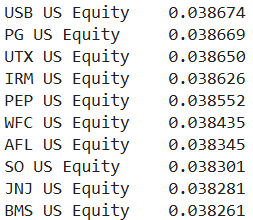 USB US Equity    0.038674
PG US Equity     0.038669
UTX US Equity    0.038650
IRM US Equity    0.038626
PEP US Equity    0.038552
WFC US Equity    0.038435
AFL US Equity    0.038345
SO US Equity     0.038301
JNJ US Equity    0.038281
BMS US Equity    0.038261